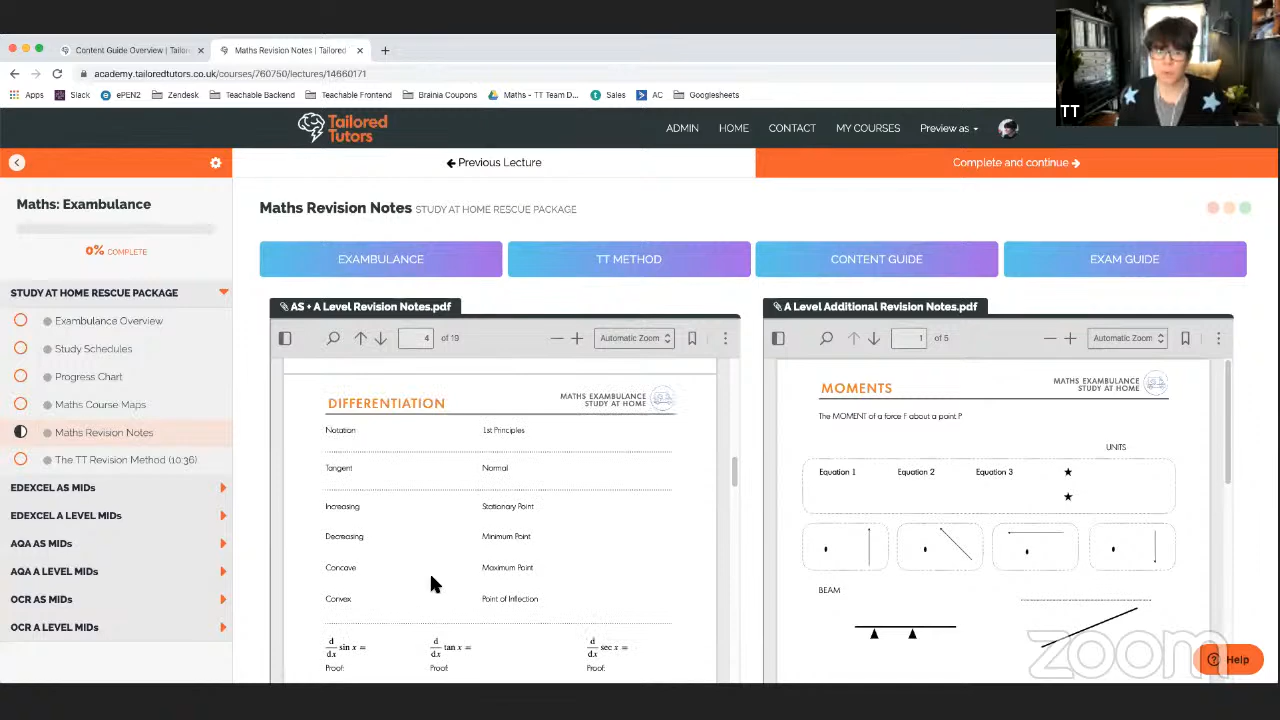 Content Guide Overview | Tailor
Maths Revision Notes | Tailored
academy.tailoredtutors.co.uk/courses/760750/lectures/14660171
Apps Slack ePEN2 Zendesk Teachable Backend Teachable Frontend Brainia Coupons Maths - TT Team D... Sales AC Googlesheets
TT
Tailored
Tutors
ADMIN HOME CONTACT MY COURSES Preview as
Previous Lecture
Complete and continue
Maths: Exambulance
0% COMPLETE
STUDY AT HOME RESCUE PACKAGE
Exambulance Overview
Study Schedules
Progress Chart
Maths Course Maps
Maths Revision Notes
The TT Revision Method (10:36)
EDEXCEL AS MIDs
EDEXCEL A LEVEL MIDs
AQA AS MIDs
AQA A LEVEL MIDs
OCR AS MIDs
OCR A LEVEL MIDs
Maths Revision Notes STUDY AT HOME RESCUE PACKAGE
EXAMBULANCE TT METHOD CONTENT GUIDE EXAM GUIDE
AS + A Level Revision Notes.pdf
4 of 19 Automatic Zoom
DIFFERENTIATION
MATHS EXAMBULANCE
STUDY AT HOME
Notation 1st Principles
Tangent Normal
Increasing Stationary Point
Decreasing Minimum Point
Concave Maximum Point
Convex Point of Inflection
d/dx sin x = d/dx tan x = d/dx sec x =
Proof: Proof: Proof:
A Level Additional Revision Notes.pdf
1 of 5 Automatic Zoom
MOMENTS
MATHS EXAMBULANCE
STUDY AT HOME
The MOMENT of a force F about a point P
UNITS
Equation 1 Equation 2 Equation 3
BEAM
zoom
Help